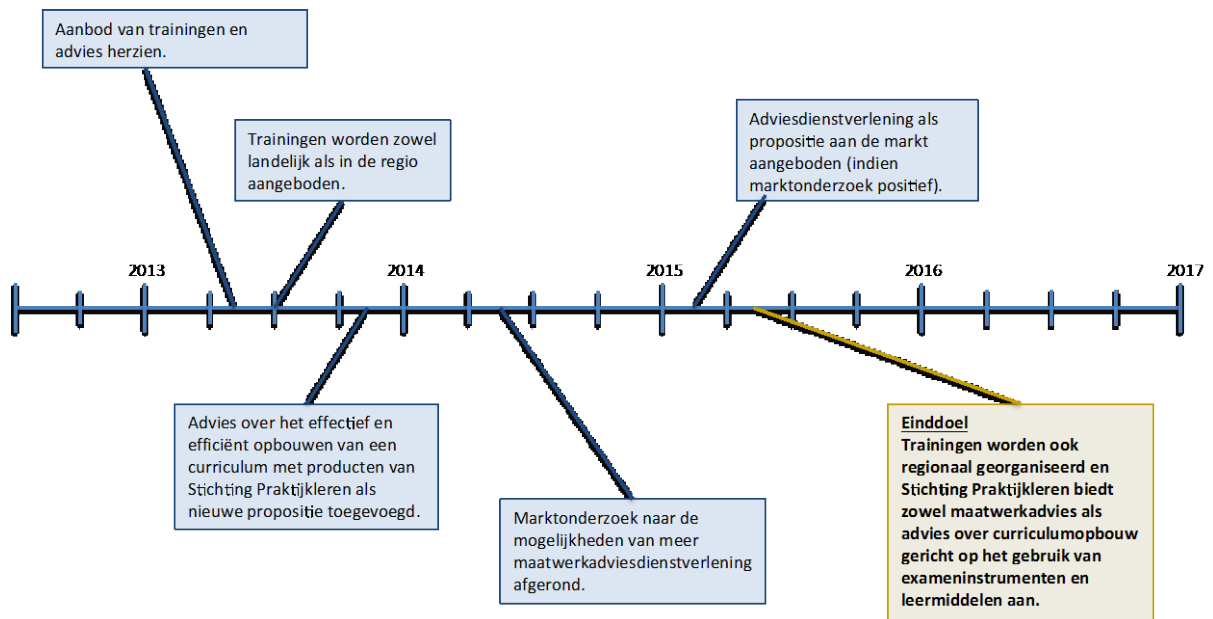 Aanbod van trainingen en
advies herzien.
Trainingen worden zowel
landelijk als in de regio
aangeboden.
Adviesdienstverlening als
propositie aan de markt
aangeboden (indien
marktonderzoek positief).
2013
2014
2015
2016
2017
Advies over het effectief en
efficiënt opbouwen van een
curriculum met producten van
Stichting Praktijkleren als
nieuwe propositie toegevoegd.
Marktonderzoek naar de
mogelijkheden van meer
maatwerkadviesdienstverlening
afgerond.
Einddoel
Trainingen worden ook
regionaal georganiseerd en
Stichting Praktijkleren biedt
zowel maatwerkadvies als
advies over curriculumopbouw
gericht op het gebruik van
exameninstrumenten en
leermiddelen aan.